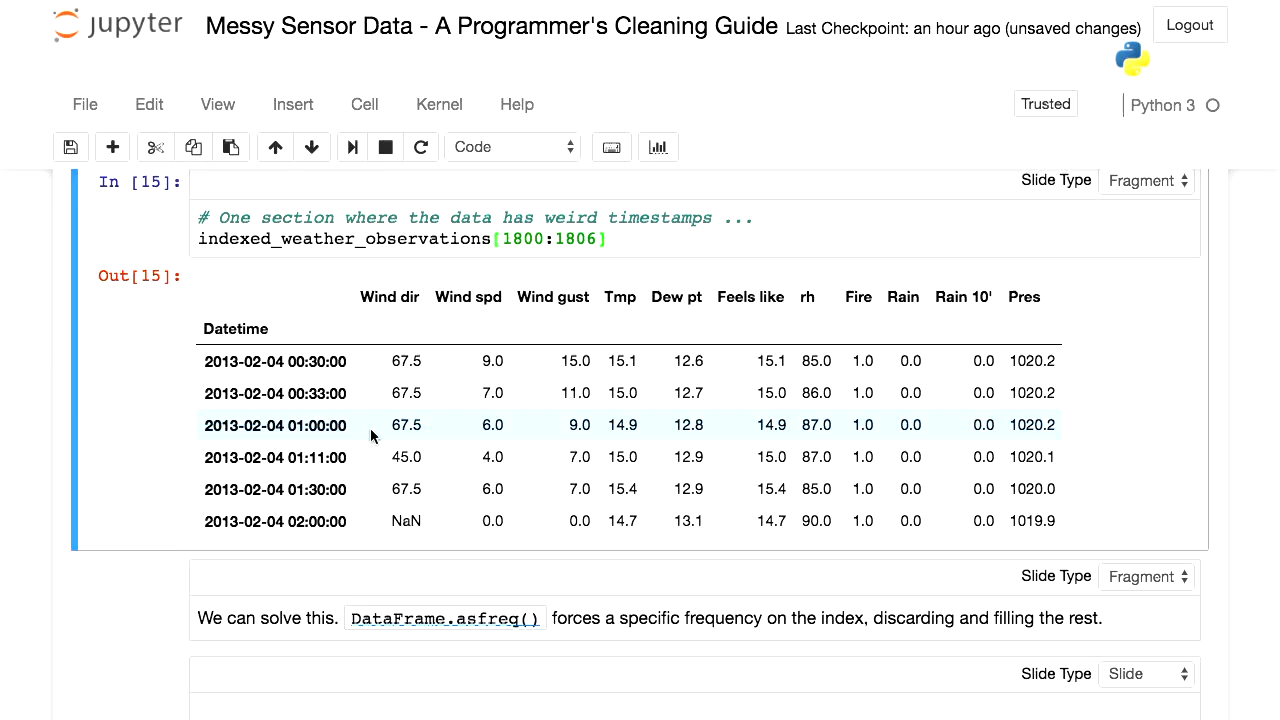 jupyter Messy Sensor Data - A Programmer's Cleaning Guide Last Checkpoint: an hour ago (unsaved changes) Logout
File Edit View Insert Cell Kernel Help Trusted Python 3
Code
In [15]: Slide Type Fragment
# One section where the data has weird timestamps ...
indexed_weather_observations[1800:1806]
Out[15]:
Wind dir Wind spd Wind gust Tmp Dew pt Feels like rh Fire Rain Rain 10' Pres
Datetime
2013-02-04 00:30:00 67.5 9.0 15.0 15.1 12.6 15.1 85.0 1.0 0.0 0.0 1020.2
2013-02-04 00:33:00 67.5 7.0 11.0 15.0 12.7 15.0 86.0 1.0 0.0 0.0 1020.2
2013-02-04 01:00:00 67.5 6.0 9.0 14.9 12.8 14.9 87.0 1.0 0.0 0.0 1020.2
2013-02-04 01:11:00 45.0 4.0 7.0 15.0 12.9 15.0 87.0 1.0 0.0 0.0 1020.1
2013-02-04 01:30:00 67.5 6.0 7.0 15.4 12.9 15.4 85.0 1.0 0.0 0.0 1020.0
2013-02-04 02:00:00 NaN 0.0 0.0 14.7 13.1 14.7 90.0 1.0 0.0 0.0 1019.9
Slide Type Fragment
We can solve this. DataFrame.asfreq() forces a specific frequency on the index, discarding and filling the rest.
Slide Type Slide